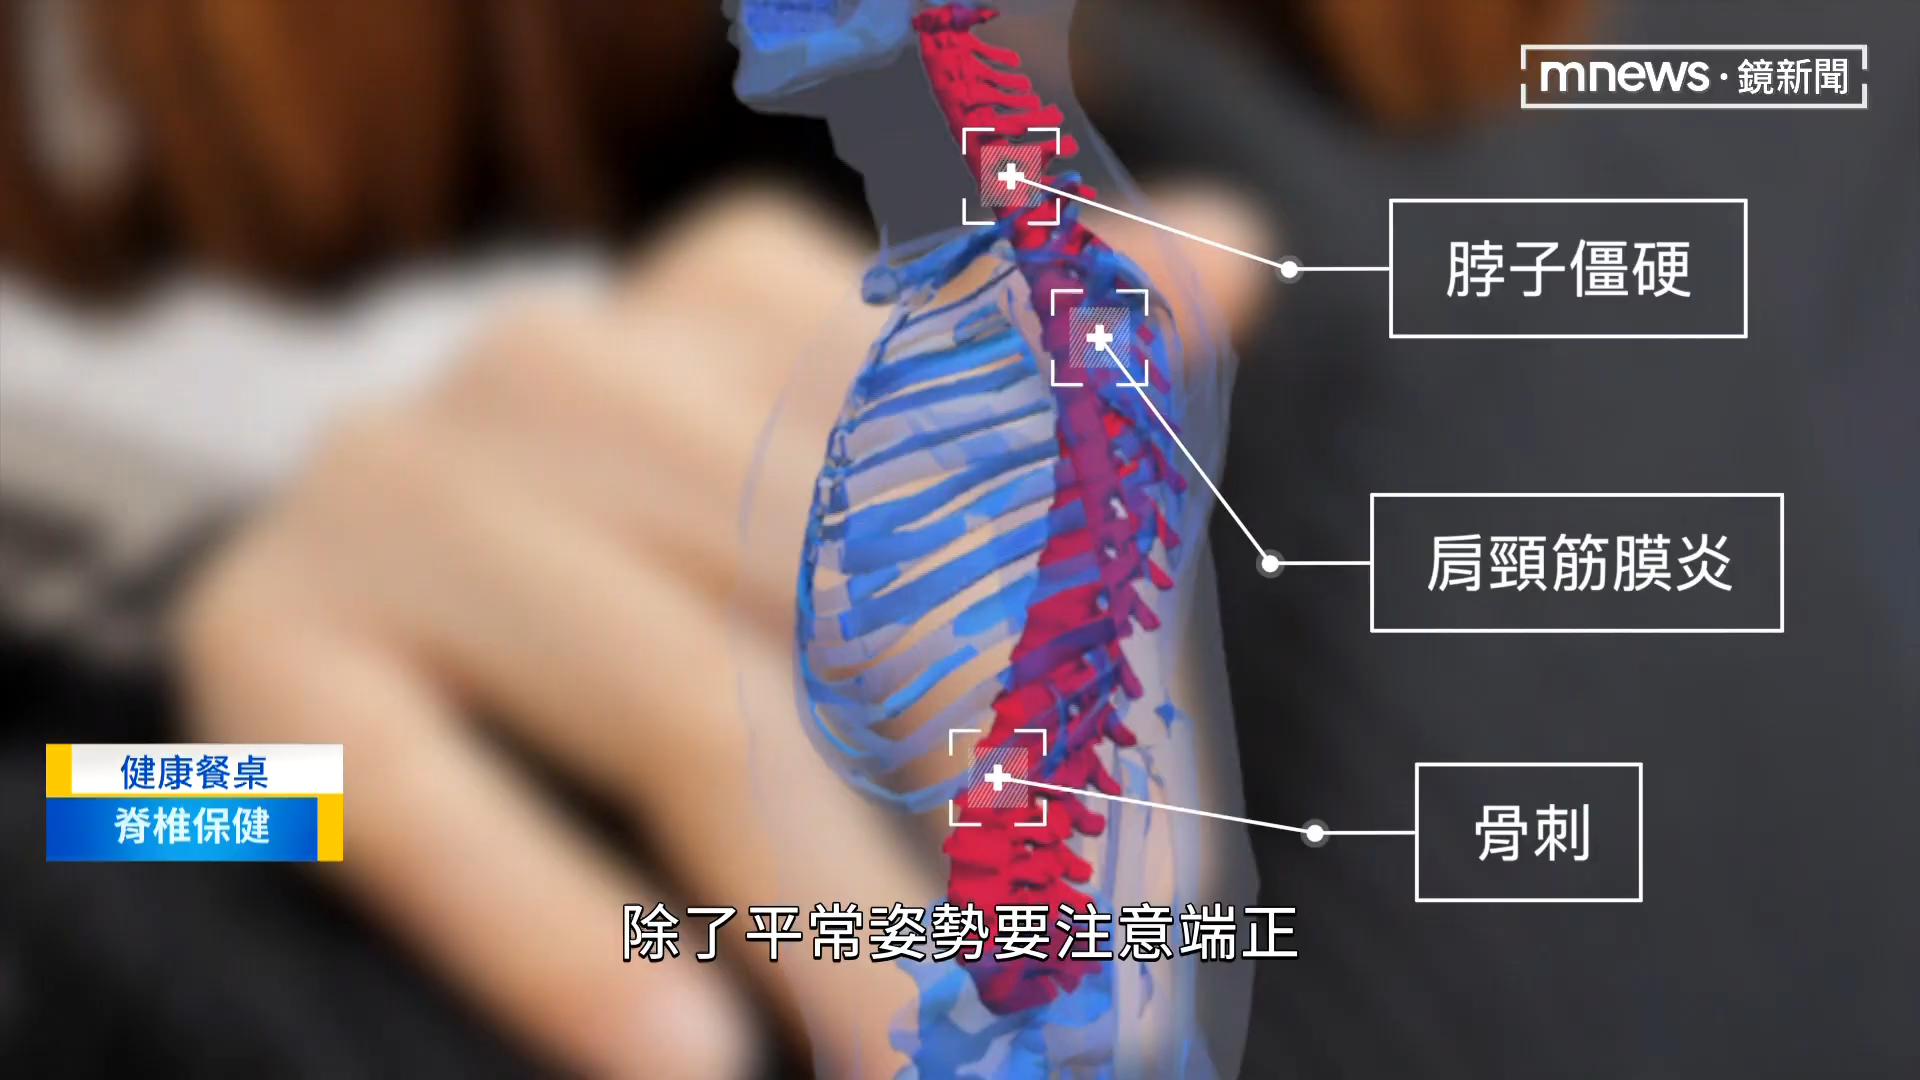 mnews·鏡新聞
脖子僵硬
肩頸筋膜炎
骨刺
健康餐桌
脊椎保健
除了平常姿勢要注意端正